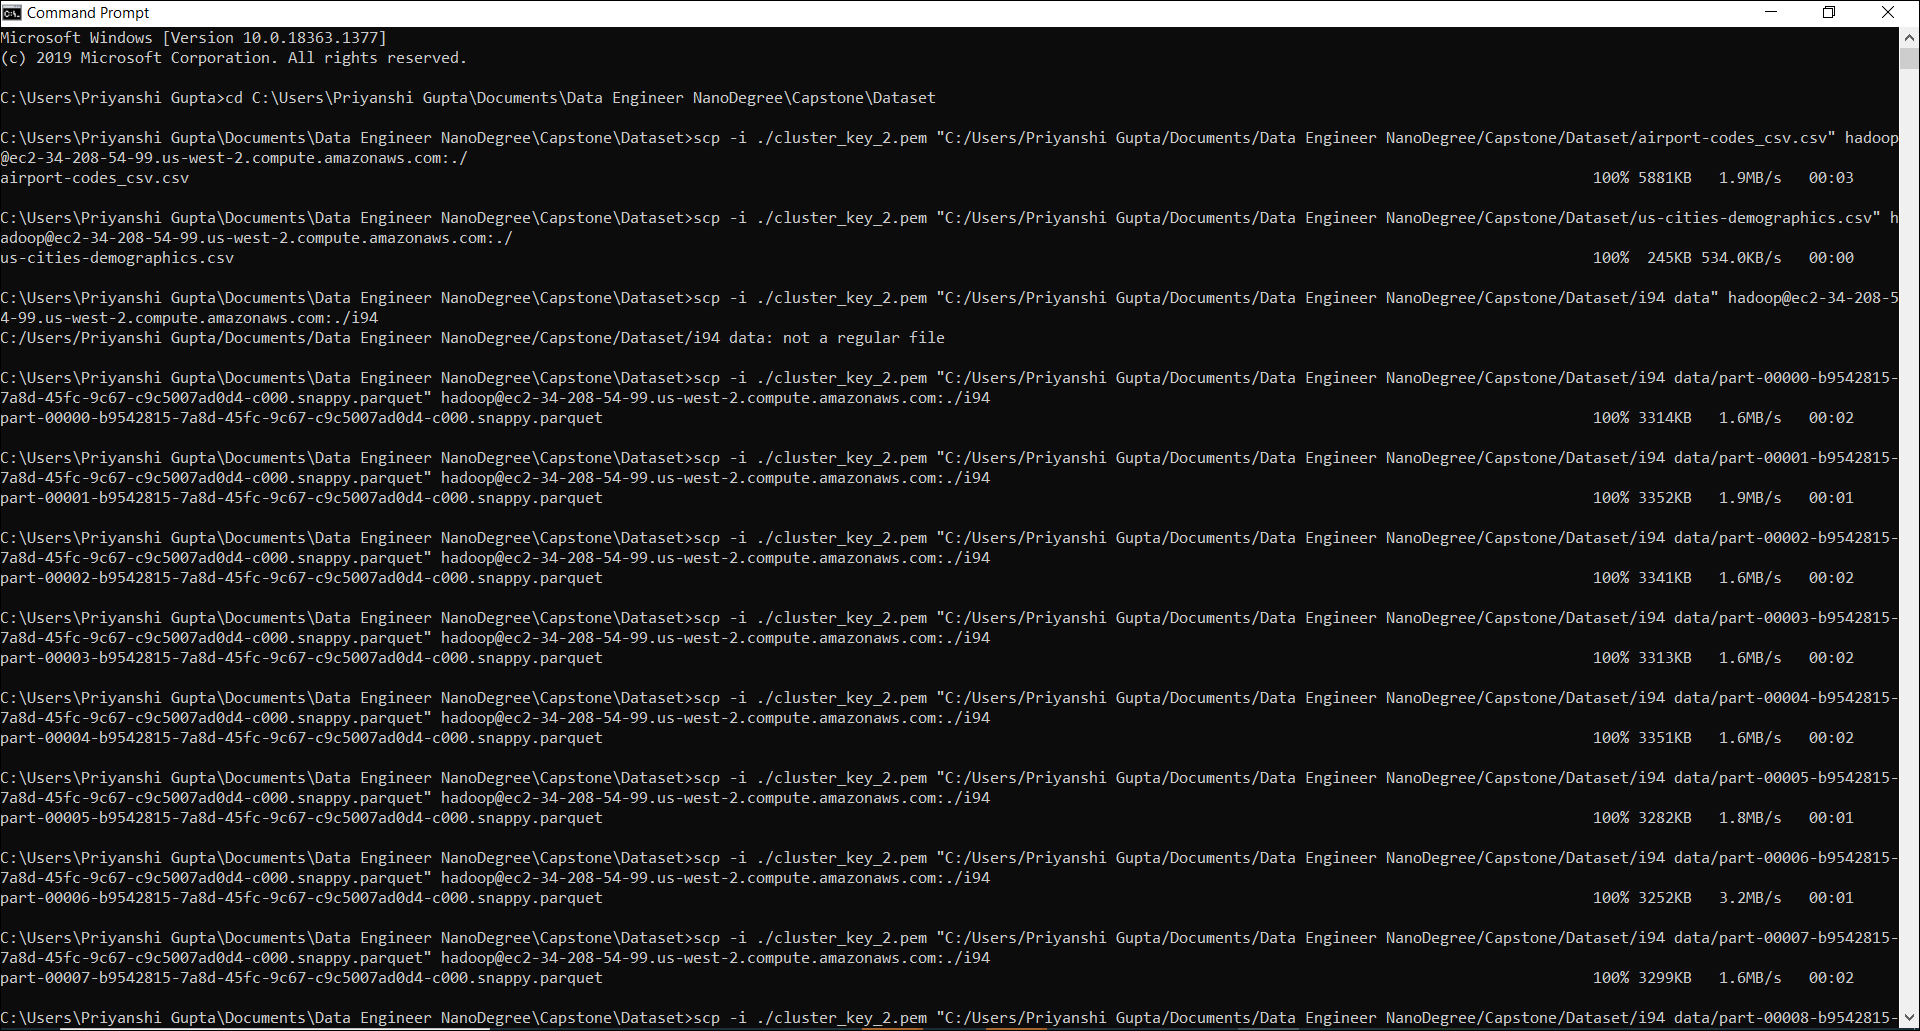 Command Prompt
Microsoft Windows [Version 10.0.18363.1377]
(c) 2019 Microsoft Corporation. All rights reserved.
C:\Users\Priyanshi Gupta>cd C:\Users\Priyanshi Gupta\Documents\Data Engineer NanoDegree\Capstone\Dataset
C:\Users\Priyanshi Gupta\Documents\Data Engineer NanoDegree\Capstone\Dataset>scp -i ./cluster_key_2.pem "C:/Users/Priyanshi Gupta/Documents/Data Engineer NanoDegree/Capstone/Dataset/airport-codes_csv.csv" hadoop
@ec2-34-208-54-99.us-west-2.compute.amazonaws.com:./
airport-codes_csv.csv 100% 5881KB 1.9MB/s 00:03
C:\Users\Priyanshi Gupta\Documents\Data Engineer NanoDegree\Capstone\Dataset>scp -i ./cluster_key_2.pem "C:/Users/Priyanshi Gupta/Documents/Data Engineer NanoDegree/Capstone/Dataset/us-cities-demographics.csv" h
adoop@ec2-34-208-54-99.us-west-2.compute.amazonaws.com:./
us-cities-demographics.csv 100% 245KB 534.0KB/s 00:00
C:\Users\Priyanshi Gupta\Documents\Data Engineer NanoDegree\Capstone\Dataset>scp -i ./cluster_key_2.pem "C:/Users/Priyanshi Gupta/Documents/Data Engineer NanoDegree/Capstone/Dataset/i94 data" hadoop@ec2-34-208-5
4-99.us-west-2.compute.amazonaws.com:./i94
C:/Users/Priyanshi Gupta/Documents/Data Engineer NanoDegree/Capstone/Dataset/i94 data: not a regular file
C:\Users\Priyanshi Gupta\Documents\Data Engineer NanoDegree\Capstone\Dataset>scp -i ./cluster_key_2.pem "C:/Users/Priyanshi Gupta/Documents/Data Engineer NanoDegree/Capstone/Dataset/i94 data/part-00000-b9542815-
7a8d-45fc-9c67-c9c5007ad0d4-c000.snappy.parquet" hadoop@ec2-34-208-54-99.us-west-2.compute.amazonaws.com:./i94
part-00000-b9542815-7a8d-45fc-9c67-c9c5007ad0d4-c000.snappy.parquet 100% 3314KB 1.6MB/s 00:02
C:\Users\Priyanshi Gupta\Documents\Data Engineer NanoDegree\Capstone\Dataset>scp -i ./cluster_key_2.pem "C:/Users/Priyanshi Gupta/Documents/Data Engineer NanoDegree/Capstone/Dataset/i94 data/part-00001-b9542815-
7a8d-45fc-9c67-c9c5007ad0d4-c000.snappy.parquet" hadoop@ec2-34-208-54-99.us-west-2.compute.amazonaws.com:./i94
part-00001-b9542815-7a8d-45fc-9c67-c9c5007ad0d4-c000.snappy.parquet 100% 3352KB 1.9MB/s 00:01
C:\Users\Priyanshi Gupta\Documents\Data Engineer NanoDegree\Capstone\Dataset>scp -i ./cluster_key_2.pem "C:/Users/Priyanshi Gupta/Documents/Data Engineer NanoDegree/Capstone/Dataset/i94 data/part-00002-b9542815-
7a8d-45fc-9c67-c9c5007ad0d4-c000.snappy.parquet" hadoop@ec2-34-208-54-99.us-west-2.compute.amazonaws.com:./i94
part-00002-b9542815-7a8d-45fc-9c67-c9c5007ad0d4-c000.snappy.parquet 100% 3341KB 1.6MB/s 00:02
C:\Users\Priyanshi Gupta\Documents\Data Engineer NanoDegree\Capstone\Dataset>scp -i ./cluster_key_2.pem "C:/Users/Priyanshi Gupta/Documents/Data Engineer NanoDegree/Capstone/Dataset/i94 data/part-00003-b9542815-
7a8d-45fc-9c67-c9c5007ad0d4-c000.snappy.parquet" hadoop@ec2-34-208-54-99.us-west-2.compute.amazonaws.com:./i94
part-00003-b9542815-7a8d-45fc-9c67-c9c5007ad0d4-c000.snappy.parquet 100% 3313KB 1.6MB/s 00:02
C:\Users\Priyanshi Gupta\Documents\Data Engineer NanoDegree\Capstone\Dataset>scp -i ./cluster_key_2.pem "C:/Users/Priyanshi Gupta/Documents/Data Engineer NanoDegree/Capstone/Dataset/i94 data/part-00004-b9542815-
7a8d-45fc-9c67-c9c5007ad0d4-c000.snappy.parquet" hadoop@ec2-34-208-54-99.us-west-2.compute.amazonaws.com:./i94
part-00004-b9542815-7a8d-45fc-9c67-c9c5007ad0d4-c000.snappy.parquet 100% 3351KB 1.6MB/s 00:02
C:\Users\Priyanshi Gupta\Documents\Data Engineer NanoDegree\Capstone\Dataset>scp -i ./cluster_key_2.pem "C:/Users/Priyanshi Gupta/Documents/Data Engineer NanoDegree/Capstone/Dataset/i94 data/part-00005-b9542815-
7a8d-45fc-9c67-c9c5007ad0d4-c000.snappy.parquet" hadoop@ec2-34-208-54-99.us-west-2.compute.amazonaws.com:./i94
part-00005-b9542815-7a8d-45fc-9c67-c9c5007ad0d4-c000.snappy.parquet 100% 3282KB 1.8MB/s 00:01
C:\Users\Priyanshi Gupta\Documents\Data Engineer NanoDegree\Capstone\Dataset>scp -i ./cluster_key_2.pem "C:/Users/Priyanshi Gupta/Documents/Data Engineer NanoDegree/Capstone/Dataset/i94 data/part-00006-b9542815-
7a8d-45fc-9c67-c9c5007ad0d4-c000.snappy.parquet" hadoop@ec2-34-208-54-99.us-west-2.compute.amazonaws.com:./i94
part-00006-b9542815-7a8d-45fc-9c67-c9c5007ad0d4-c000.snappy.parquet 100% 3252KB 3.2MB/s 00:01
C:\Users\Priyanshi Gupta\Documents\Data Engineer NanoDegree\Capstone\Dataset>scp -i ./cluster_key_2.pem "C:/Users/Priyanshi Gupta/Documents/Data Engineer NanoDegree/Capstone/Dataset/i94 data/part-00007-b9542815-
7a8d-45fc-9c67-c9c5007ad0d4-c000.snappy.parquet" hadoop@ec2-34-208-54-99.us-west-2.compute.amazonaws.com:./i94
part-00007-b9542815-7a8d-45fc-9c67-c9c5007ad0d4-c000.snappy.parquet 100% 3299KB 1.6MB/s 00:02
C:\Users\Priyanshi Gupta\Documents\Data Engineer NanoDegree\Capstone\Dataset>scp -i ./cluster_key_2.pem "C:/Users/Priyanshi Gupta/Documents/Data Engineer NanoDegree/Capstone/Dataset/i94 data/part-00008-b9542815-